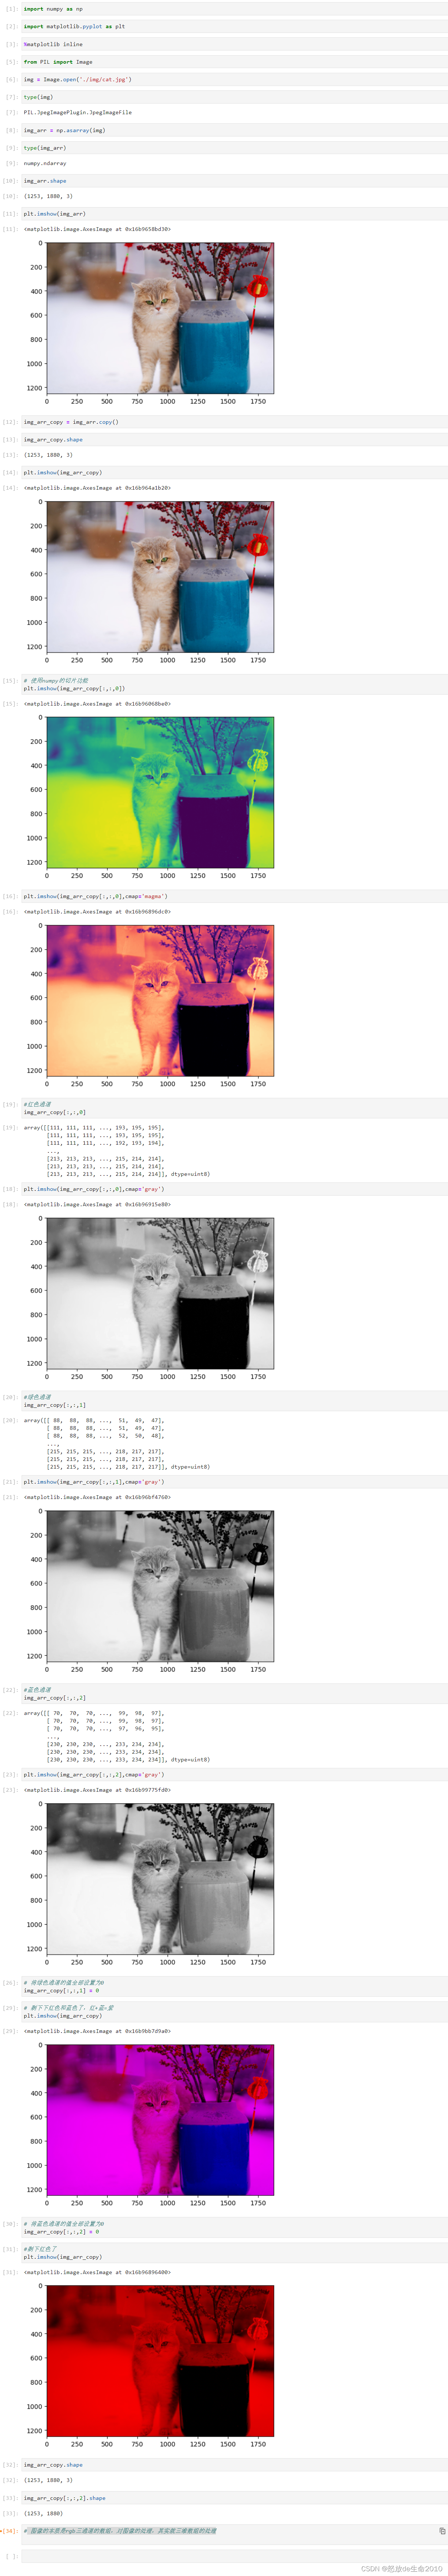 [1]: import numpy as np
[2]: import matplotlib.pyplot as plt
[3]: %matplotlib inline
[5]: from PIL import Image
[6]: img = Image.open('./img/cat.jpg')
[7]: type(img)
[7]: PIL.JpegImagePlugin.JpegImageFile
[8]: img_arr = np.asarray(img)
[9]: type(img_arr)
[9]: numpy.ndarray
[10]: img_arr.shape
[10]: (1253, 1880, 3)
[11]: plt.imshow(img_arr)
[11]: <matplotlib.image.AxesImage at 0x16b9658bd30>
0
200
400
600
800
1000
1200
0 250 500 750 1000 1250 1500 1750
[12]: img_arr_copy = img_arr.copy()
[13]: img_arr_copy.shape
[13]: (1253, 1880, 3)
[14]: plt.imshow(img_arr_copy)
[14]: <matplotlib.image.AxesImage at 0x16b964a1b20>
0
200
400
600
800
1000
1200
0 250 500 750 1000 1250 1500 1750
[15]: # 使用numpy的切片功能
plt.imshow(img_arr_copy[:,:,0])
[15]: <matplotlib.image.AxesImage at 0x16b96068be0>
0
200
400
600
800
1000
1200
0 250 500 750 1000 1250 1500 1750
[16]: plt.imshow(img_arr_copy[:,:,0],cmap='magma')
[16]: <matplotlib.image.AxesImage at 0x16b96896dc0>
0
200
400
600
800
1000
1200
0 250 500 750 1000 1250 1500 1750
[19]: #红色通道
img_arr_copy[:,:,0]
[19]: array([[111, 111, 111, ..., 193, 195, 195],
[111, 111, 111, ..., 193, 195, 195],
[111, 111, 111, ..., 192, 193, 194],
...,
[213, 213, 213, ..., 215, 214, 214],
[213, 213, 213, ..., 215, 214, 214],
[213, 213, 213, ..., 215, 214, 214]], dtype=uint8)
[18]: plt.imshow(img_arr_copy[:,:,0],cmap='gray')
[18]: <matplotlib.image.AxesImage at 0x16b96915e80>
0
200
400
600
800
1000
1200
0 250 500 750 1000 1250 1500 1750
[20]: #绿色通道
img_arr_copy[:,:,1]
[20]: array([[ 88, 88, 88, ..., 51, 49, 47],
[ 88, 88, 88, ..., 51, 49, 47],
[ 88, 88, 88, ..., 52, 50, 48],
...,
[215, 215, 215, ..., 218, 217, 217],
[215, 215, 215, ..., 218, 217, 217],
[215, 215, 215, ..., 218, 217, 217]], dtype=uint8)
[21]: plt.imshow(img_arr_copy[:,:,1],cmap='gray')
[21]: <matplotlib.image.AxesImage at 0x16b96bf4760>
0
200
400
600
800
1000
1200
0 250 500 750 1000 1250 1500 1750
[22]: #蓝色通道
img_arr_copy[:,:,2]
[22]: array([[ 70, 70, 70, ..., 99, 98, 97],
[ 70, 70, 70, ..., 99, 98, 97],
[ 70, 70, 70, ..., 97, 96, 95],
...,
[230, 230, 230, ..., 233, 234, 234],
[230, 230, 230, ..., 233, 234, 234],
[230, 230, 230, ..., 233, 234, 234]], dtype=uint8)
[23]: plt.imshow(img_arr_copy[:,:,2],cmap='gray')
[23]: <matplotlib.image.AxesImage at 0x16b99775fd0>
0
200
400
600
800
1000
1200
0 250 500 750 1000 1250 1500 1750
[26]: # 将绿色通道的值全部设置为0
img_arr_copy[:,:,1] = 0
[29]: # 剩下下红色和蓝色了，红+蓝=紫
plt.imshow(img_arr_copy)
[29]: <matplotlib.image.AxesImage at 0x16b9bb7d9a0>
0
200
400
600
800
1000
1200
0 250 500 750 1000 1250 1500 1750
[30]: # 将蓝色通道的值全部设置为0
img_arr_copy[:,:,2] = 0
[31]: #剩下红色了
plt.imshow(img_arr_copy)
[31]: <matplotlib.image.AxesImage at 0x16b96896400>
0
200
400
600
800
1000
1200
0 250 500 750 1000 1250 1500 1750
[32]: img_arr_copy.shape
[32]: (1253, 1880, 3)
[33]: img_arr_copy[:,:,2].shape
[33]: (1253, 1880)
[34]: # 图像的本质是rgb三通道的数组，对图像的处理，其实就三维数组的处理
[ ]:
CSDN @怒放de生命2010